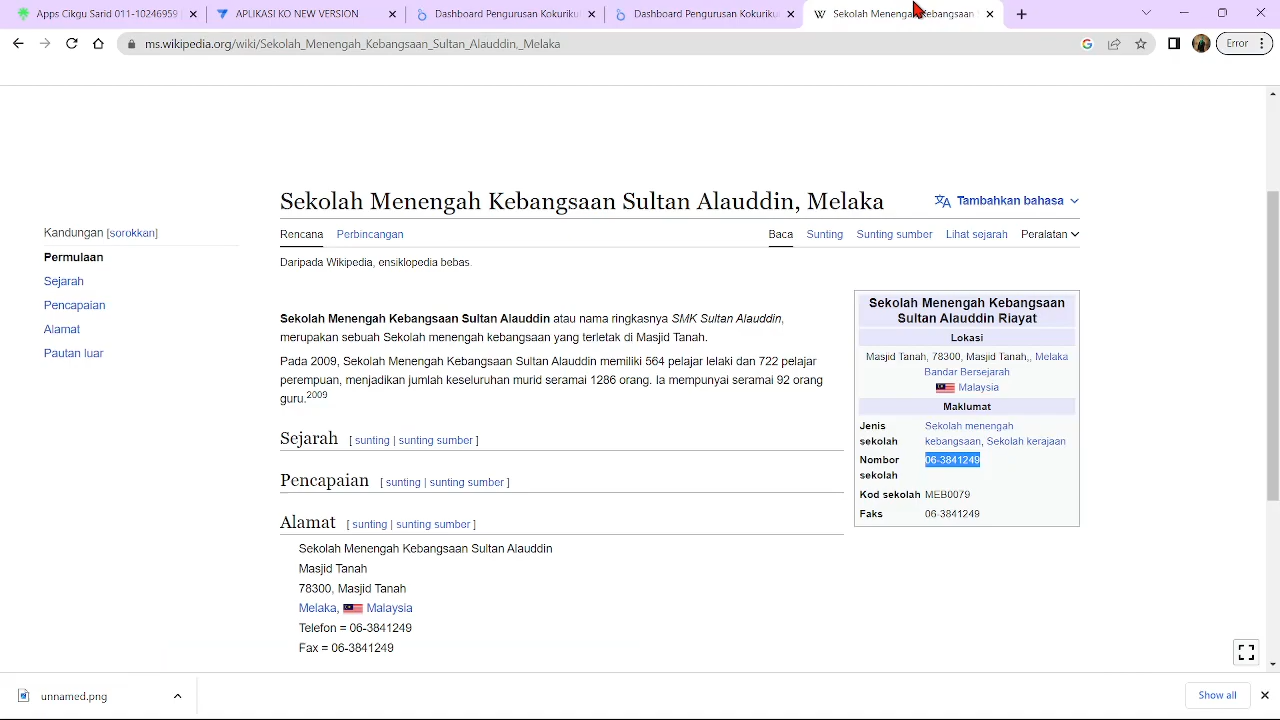 Apps Cikgu Sarid 011-10246959
APLIKASI KO NEW VERSION
Dashboard Pengurusan Kokuriku
Dashboard Pengurusan Kokuriku
Sekolah Menengah Kebangsaan
ms.wikipedia.org/wiki/Sekolah_Menengah_Kebangsaan_Sultan_Alauddin,_Melaka
Error
Sekolah Menengah Kebangsaan Sultan Alauddin, Melaka
Tambahkan bahasa
Kandungan [sorokkan]
Permulaan
Sejarah
Pencapaian
Alamat
Pautan luar
Rencana
Perbincangan
Baca
Sunting
Sunting sumber
Lihat sejarah
Peralatan
Daripada Wikipedia, ensiklopedia bebas.
Sekolah Menengah Kebangsaan Sultan Alauddin atau nama ringkasnya SMK Sultan Alauddin,
merupakan sebuah Sekolah menengah kebangsaan yang terletak di Masjid Tanah.
Pada 2009, Sekolah Menengah Kebangsaan Sultan Alauddin memiliki 564 pelajar lelaki dan 722 pelajar
perempuan, menjadikan jumlah keseluruhan murid seramai 1286 orang. Ia mempunyai seramai 92 orang
guru.2009
Sejarah [ sunting | sunting sumber ]
Pencapaian [ sunting | sunting sumber ]
Alamat [ sunting | sunting sumber ]
Sekolah Menengah Kebangsaan Sultan Alauddin
Masjid Tanah
78300, Masjid Tanah
Melaka, Malaysia
Telefon = 06-3841249
Fax = 06-3841249
Sekolah Menengah Kebangsaan
Sultan Alauddin Riayat
Lokasi
Masjid Tanah, 78300, Masjid Tanah,, Melaka
Bandar Bersejarah
Malaysia
Maklumat
Jenis sekolah
Sekolah menengah
kebangsaan, Sekolah kerajaan
Nombor sekolah
06-3841249
Kod sekolah MEB0079
Faks 06-3841249
unnamed.png
Show all